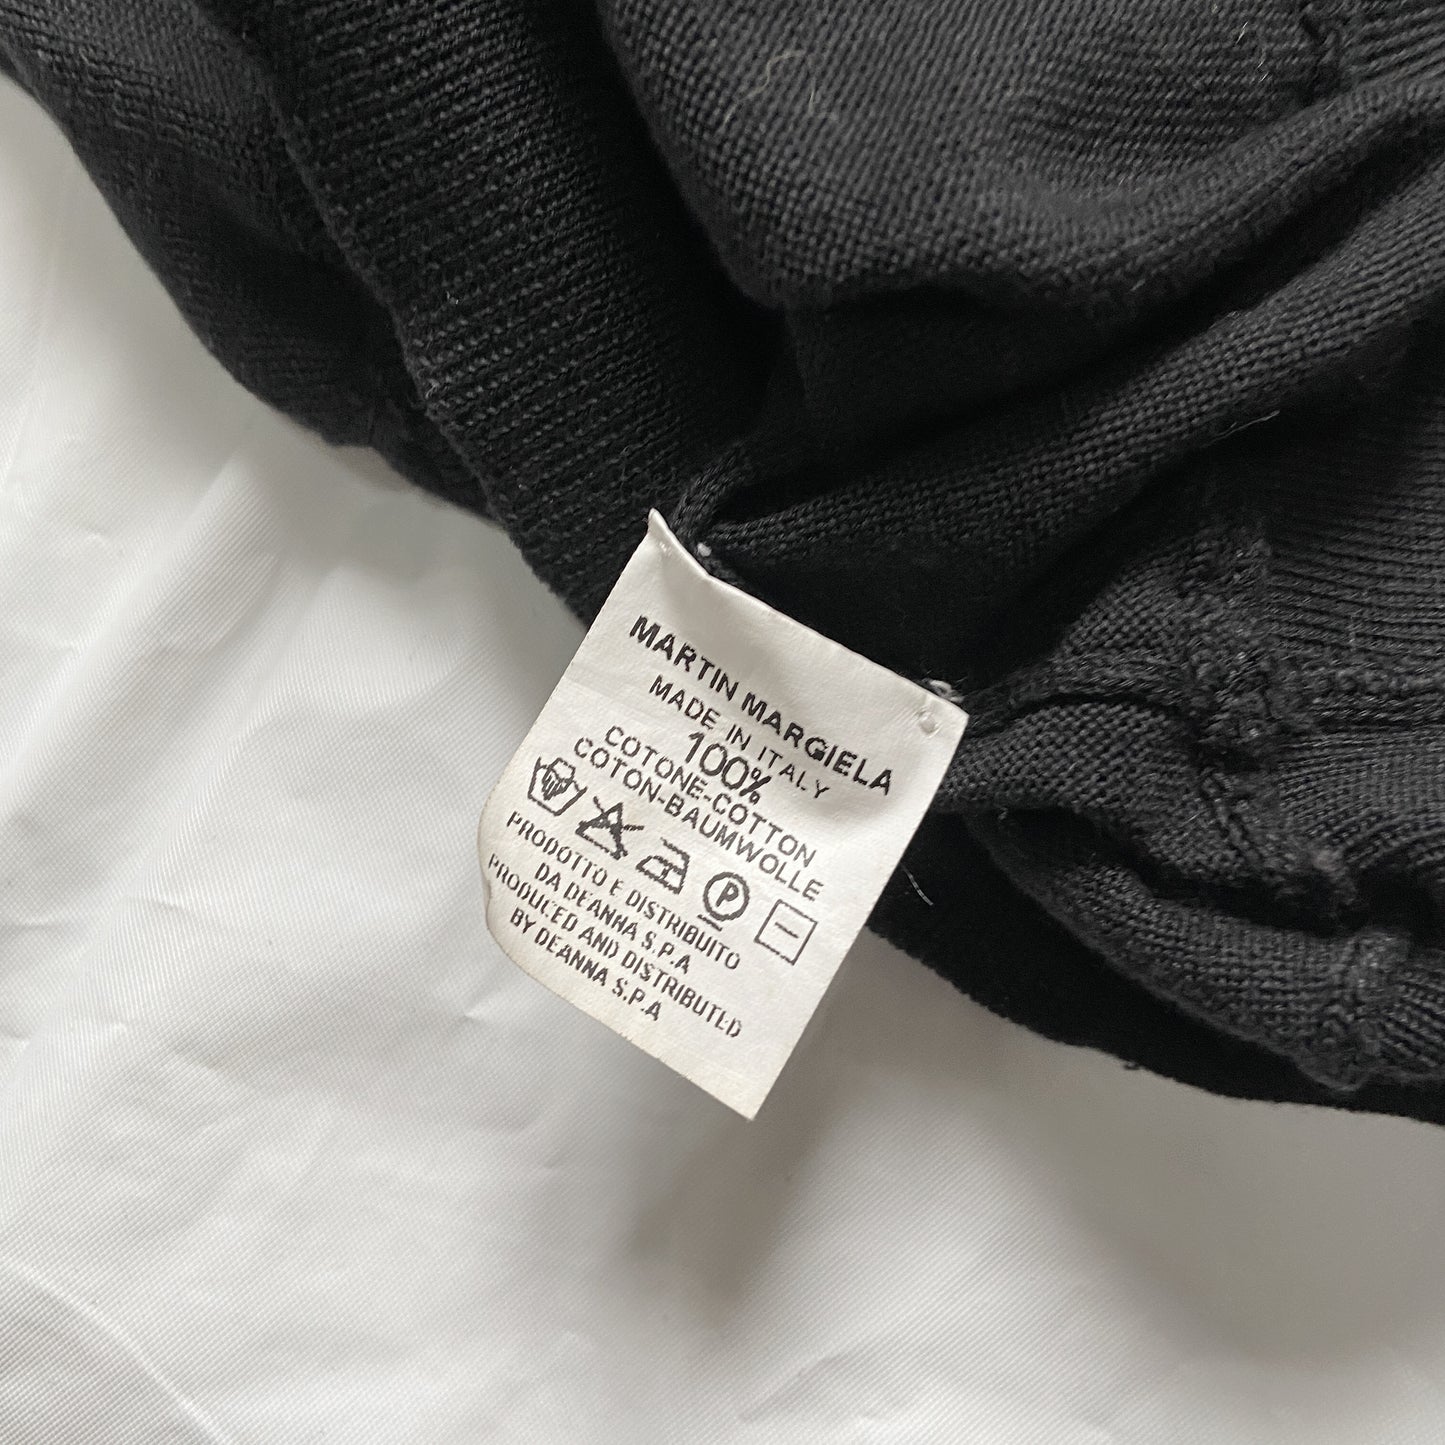 MARTIN MARGIELA
MADE IN ITALY
100%
COTONE-COTTON
COTON-BAUMWOLLE
P
PRODOTTO E DISTRIBUITO
DA DEANNA S.P.A
PRODUCED AND DISTRIBUTED
BY DEANNA S.P.A